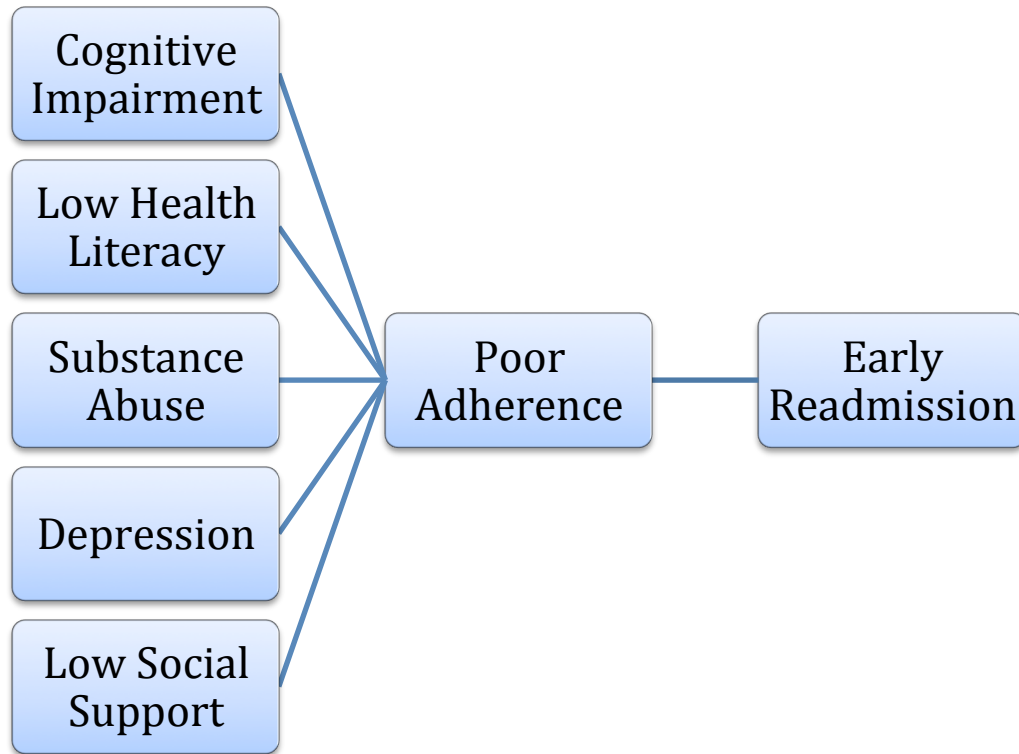 Cognitive
Impairment
Low Health
Literacy
Substance
Abuse
Depression
Low Social
Support
Poor
Adherence
Early
Readmission